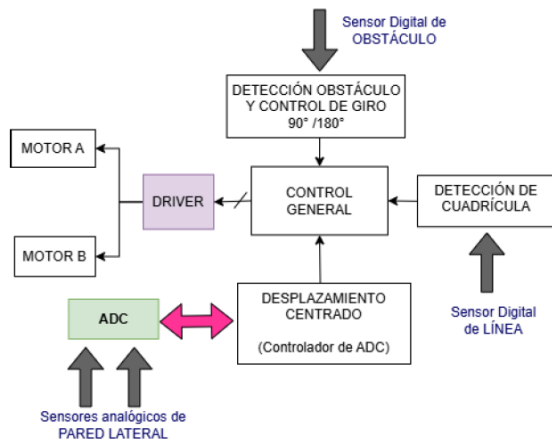 Sensor Digital de
OBSTÁCULO
DETECCIÓN OBSTÁCULO
Y CONTROL DE GIRO
90° /180°
MOTOR A
DRIVER
CONTROL
GENERAL
DETECCIÓN DE
CUADRÍCULA
MOTOR B
ADC
DESPLAZAMIENTO
CENTRADO
(Controlador de ADC)
Sensor Digital
de LÍNEA
Sensores analógicos de
PARED LATERAL